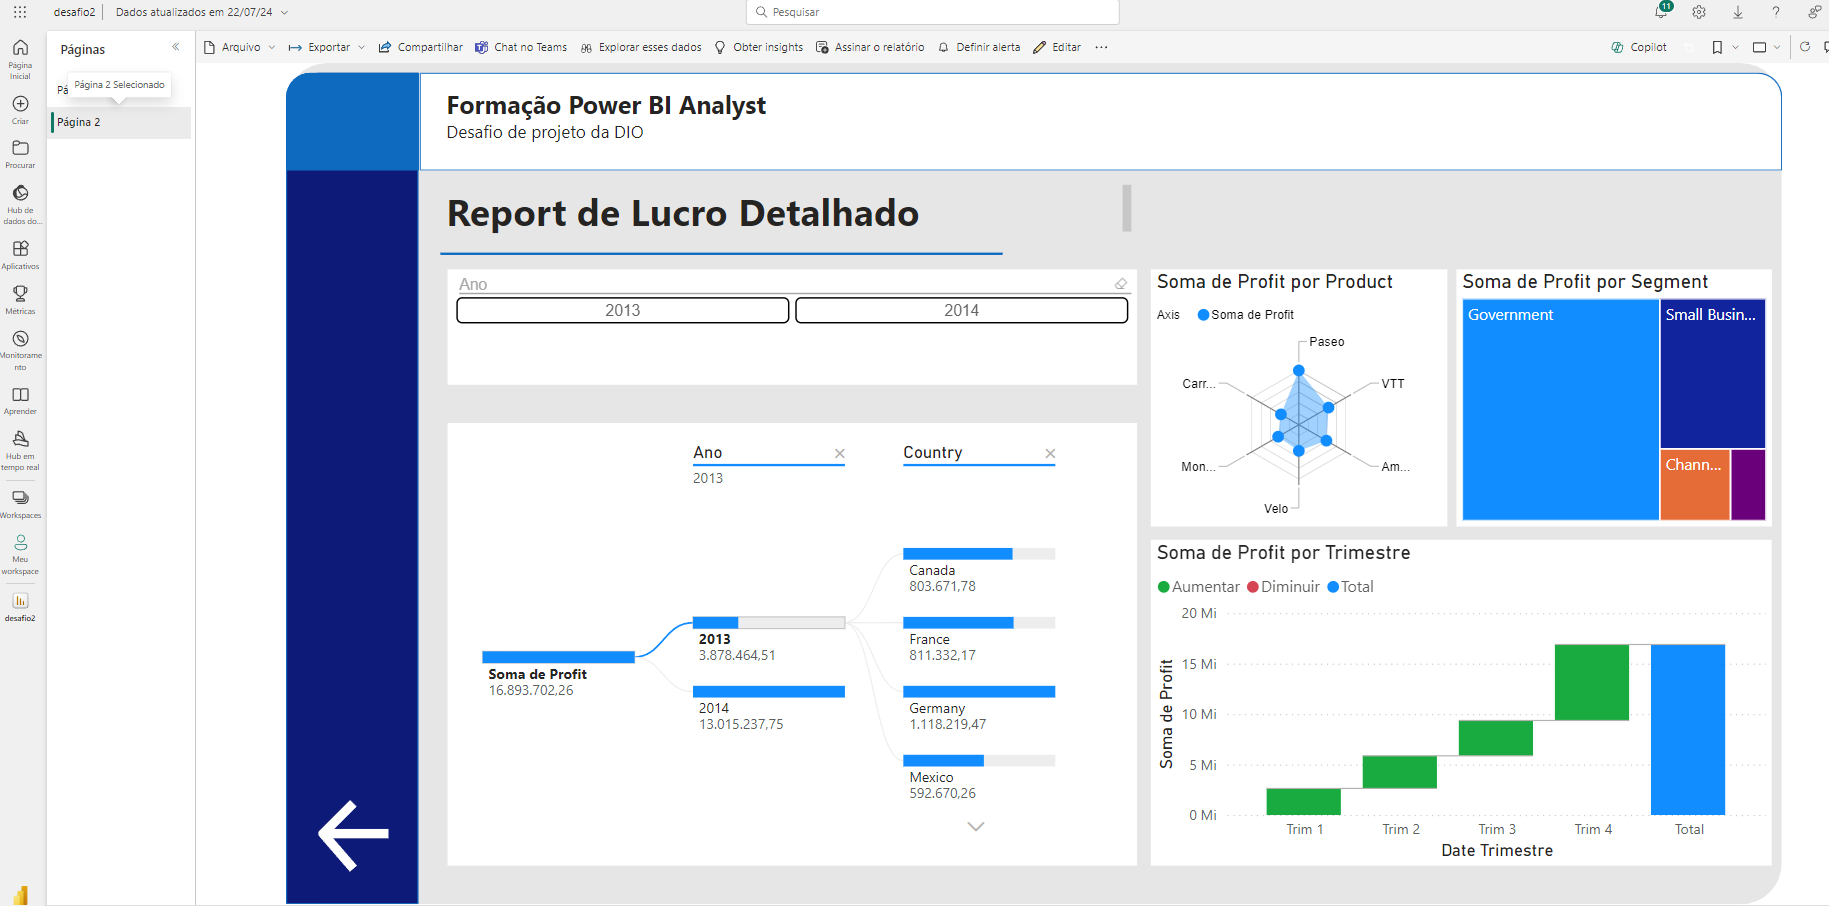 desafio2
Dados atualizados em 22/07/24
Pesquisar
11
Página Inicial
Criar
Procurar
Hub de dados do...
Aplicativos
Métricas
Monitoramento
Aprender
Hub em tempo real
Workspaces
Meu workspace
desafio2
Páginas
Pá
Página 2 Selecionado
Página 2
Arquivo
Exportar
Compartilhar
Chat no Teams
Explorar esses dados
Obter insights
Assinar o relatório
Definir alerta
Editar
Copilot
Formação Power BI Analyst
Desafio de projeto da DIO
Report de Lucro Detalhado
Ano
2013
2014
Ano
2013
Country
Soma de Profit
16.893.702,26
2013
3.878.464,51
2014
13.015.237,75
Canada
803.671,78
France
811.332,17
Germany
1.118.219,47
Mexico
592.670,26
Soma de Profit por Product
Axis
Soma de Profit
Paseo
VTT
Am...
Velo
Mon...
Carr...
Soma de Profit por Segment
Government
Small Busin...
Chann...
Soma de Profit por Trimestre
Aumentar
Diminuir
Total
Soma de Profit
20 Mi
15 Mi
10 Mi
5 Mi
0 Mi
Trim 1
Trim 2
Trim 3
Trim 4
Total
Date Trimestre